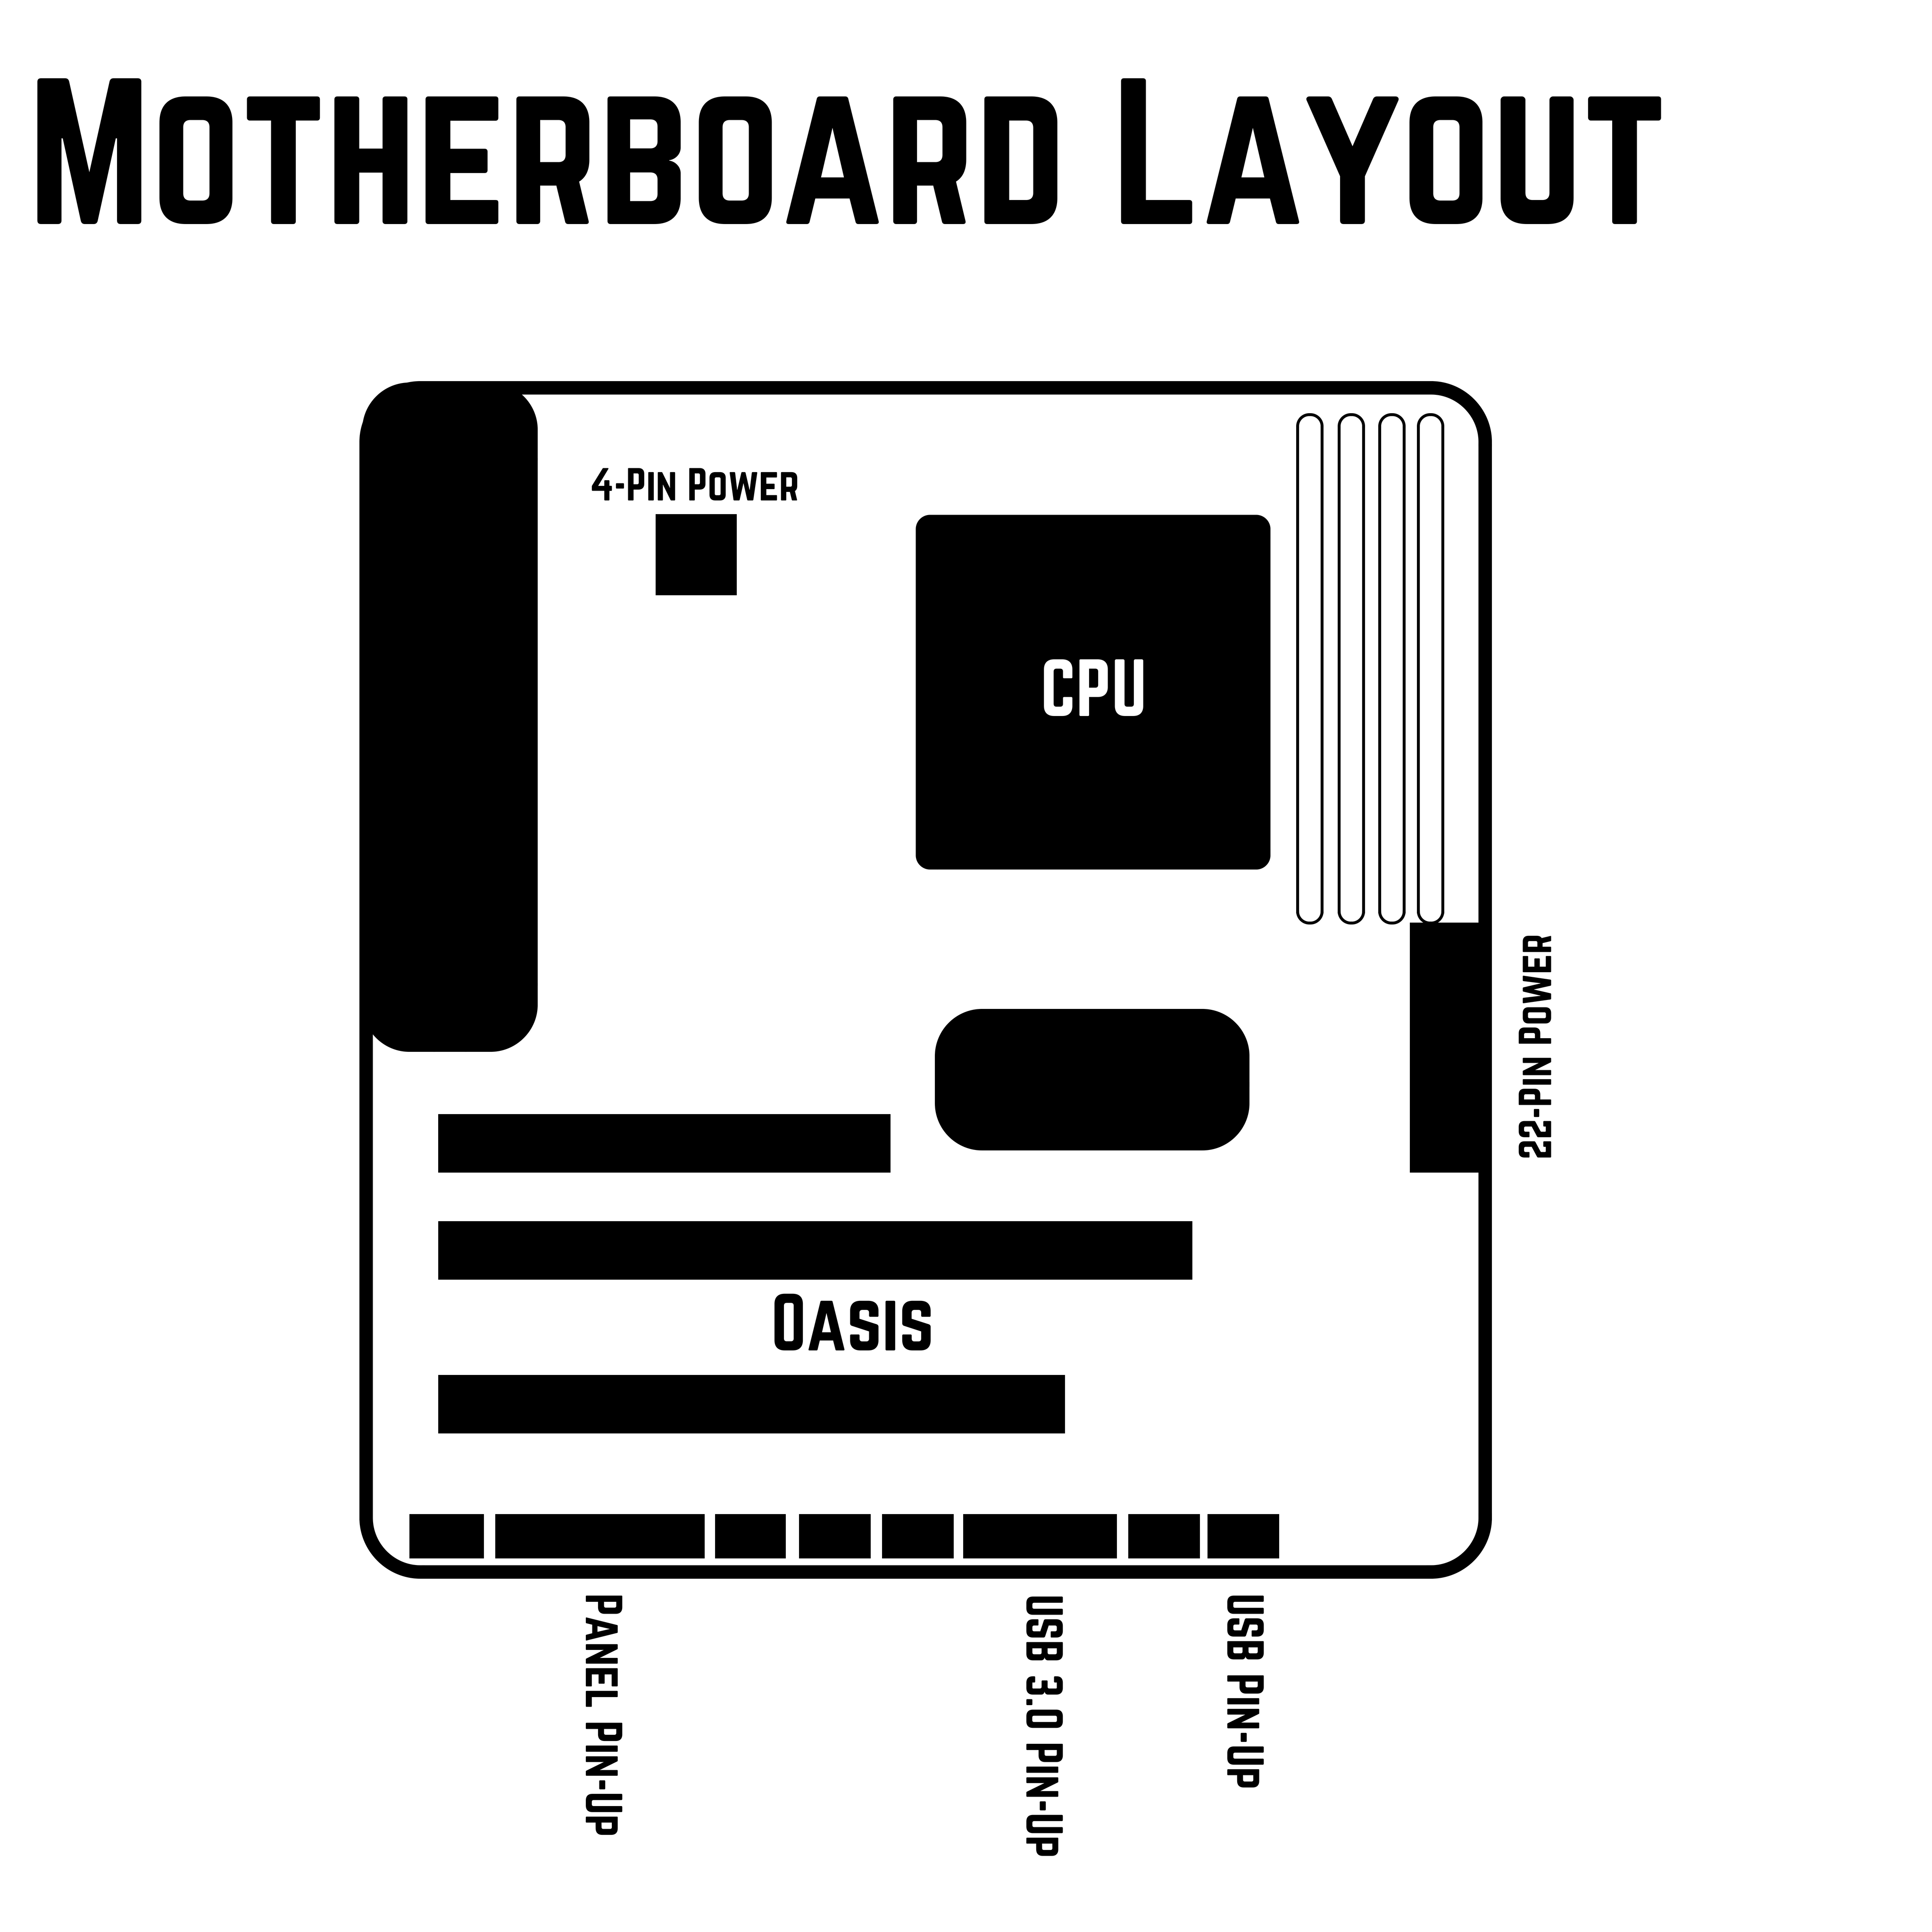 Motherboard Layout
4-Pin Power
CPU
22-Pin Power
Oasis
Panel Pin-Up
USB 3.0 Pin-Up
USB Pin-Up